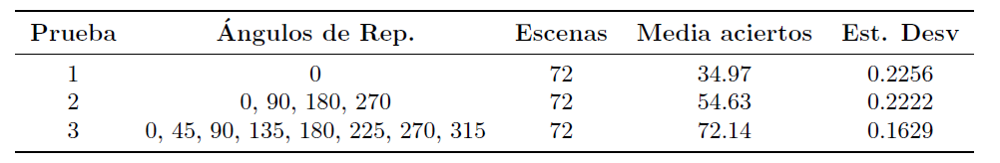 Prueba Ángulos de Rep. Escenas Media aciertos Est. Desv
1 0 72 34.97 0.2256
2 0, 90, 180, 270 72 54.63 0.2222
3 0, 45, 90, 135, 180, 225, 270, 315 72 72.14 0.1629